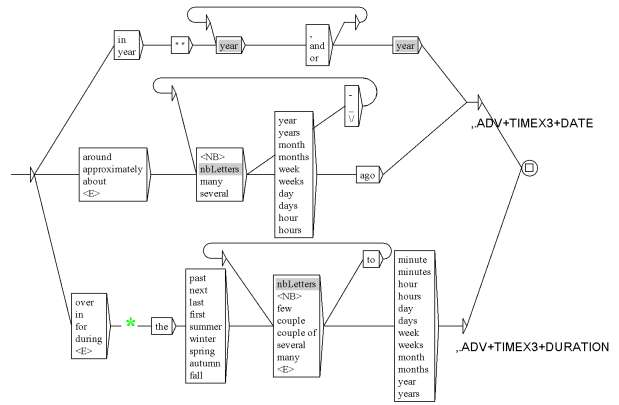 in
year
" "
year
,
and
or
year
,.ADV+TIMEX3+DATE
around
approximately
about
<E>
<NB>
nbLetters
many
several
year
years
month
months
week
weeks
day
days
hour
hours
-
_
\/
ago
over
in
for
during
<E>
*
the
past
next
last
first
summer
winter
spring
autumn
fall
nbLetters
<NB>
few
couple
couple of
several
many
<E>
to
minute
minutes
hour
hours
day
days
week
weeks
month
months
year
years
,.ADV+TIMEX3+DURATION